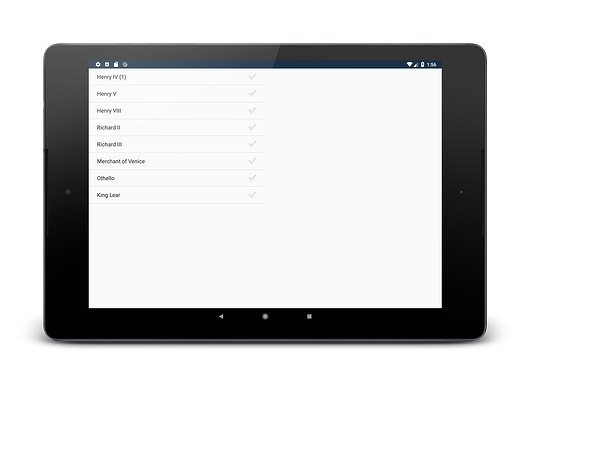 1:56
Henry IV (1)
Henry V
Henry VIII
Richard II
Richard III
Merchant of Venice
Othello
King Lear